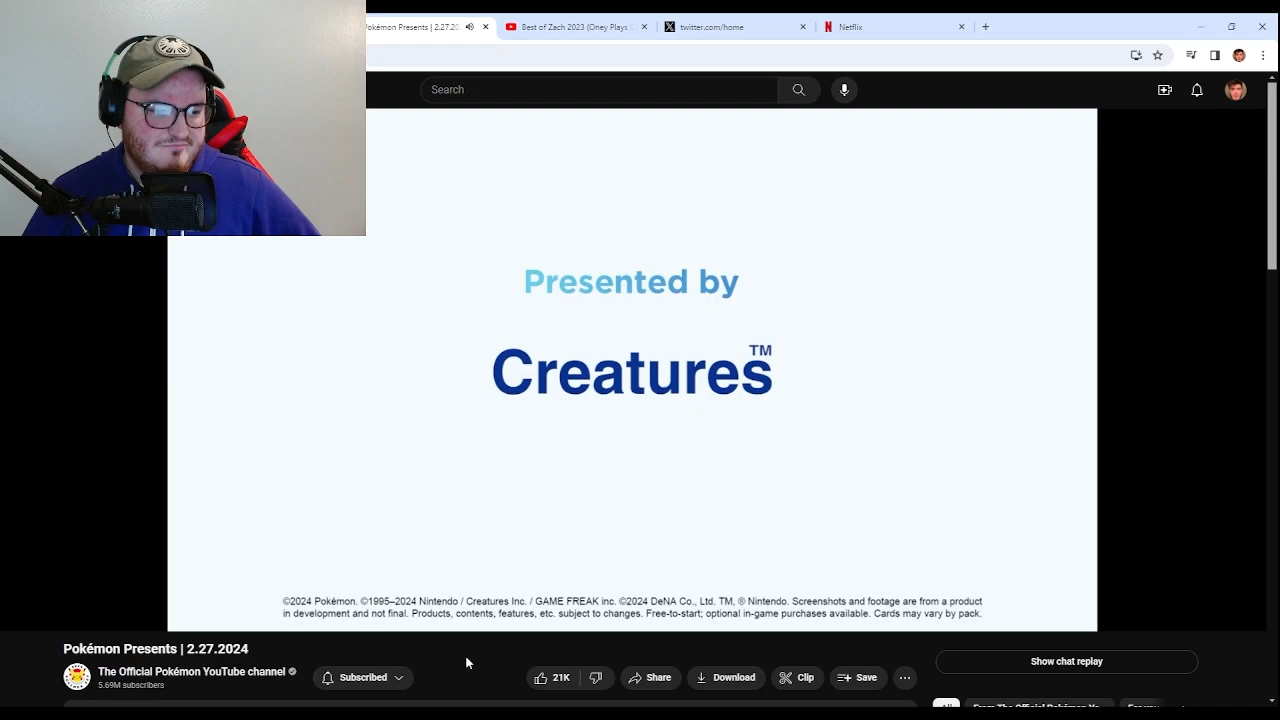 Pokémon Presents | 2.27.20
Best of Zach 2023 (Oney Plays
twitter.com/home
Netflix
Search
Presented by
Creatures™
©2024 Pokémon. ©1995–2024 Nintendo / Creatures Inc. / GAME FREAK inc. ©2024 DeNA Co., Ltd. TM, ® Nintendo. Screenshots and footage are from a product
in development and not final. Products, contents, features, etc. subject to changes. Free-to-start; optional in-game purchases available. Cards may vary by pack.
Pokémon Presents | 2.27.2024
The Official Pokémon YouTube channel
5.69M subscribers
Subscribed
21K
Share
Download
Clip
Save
Show chat replay